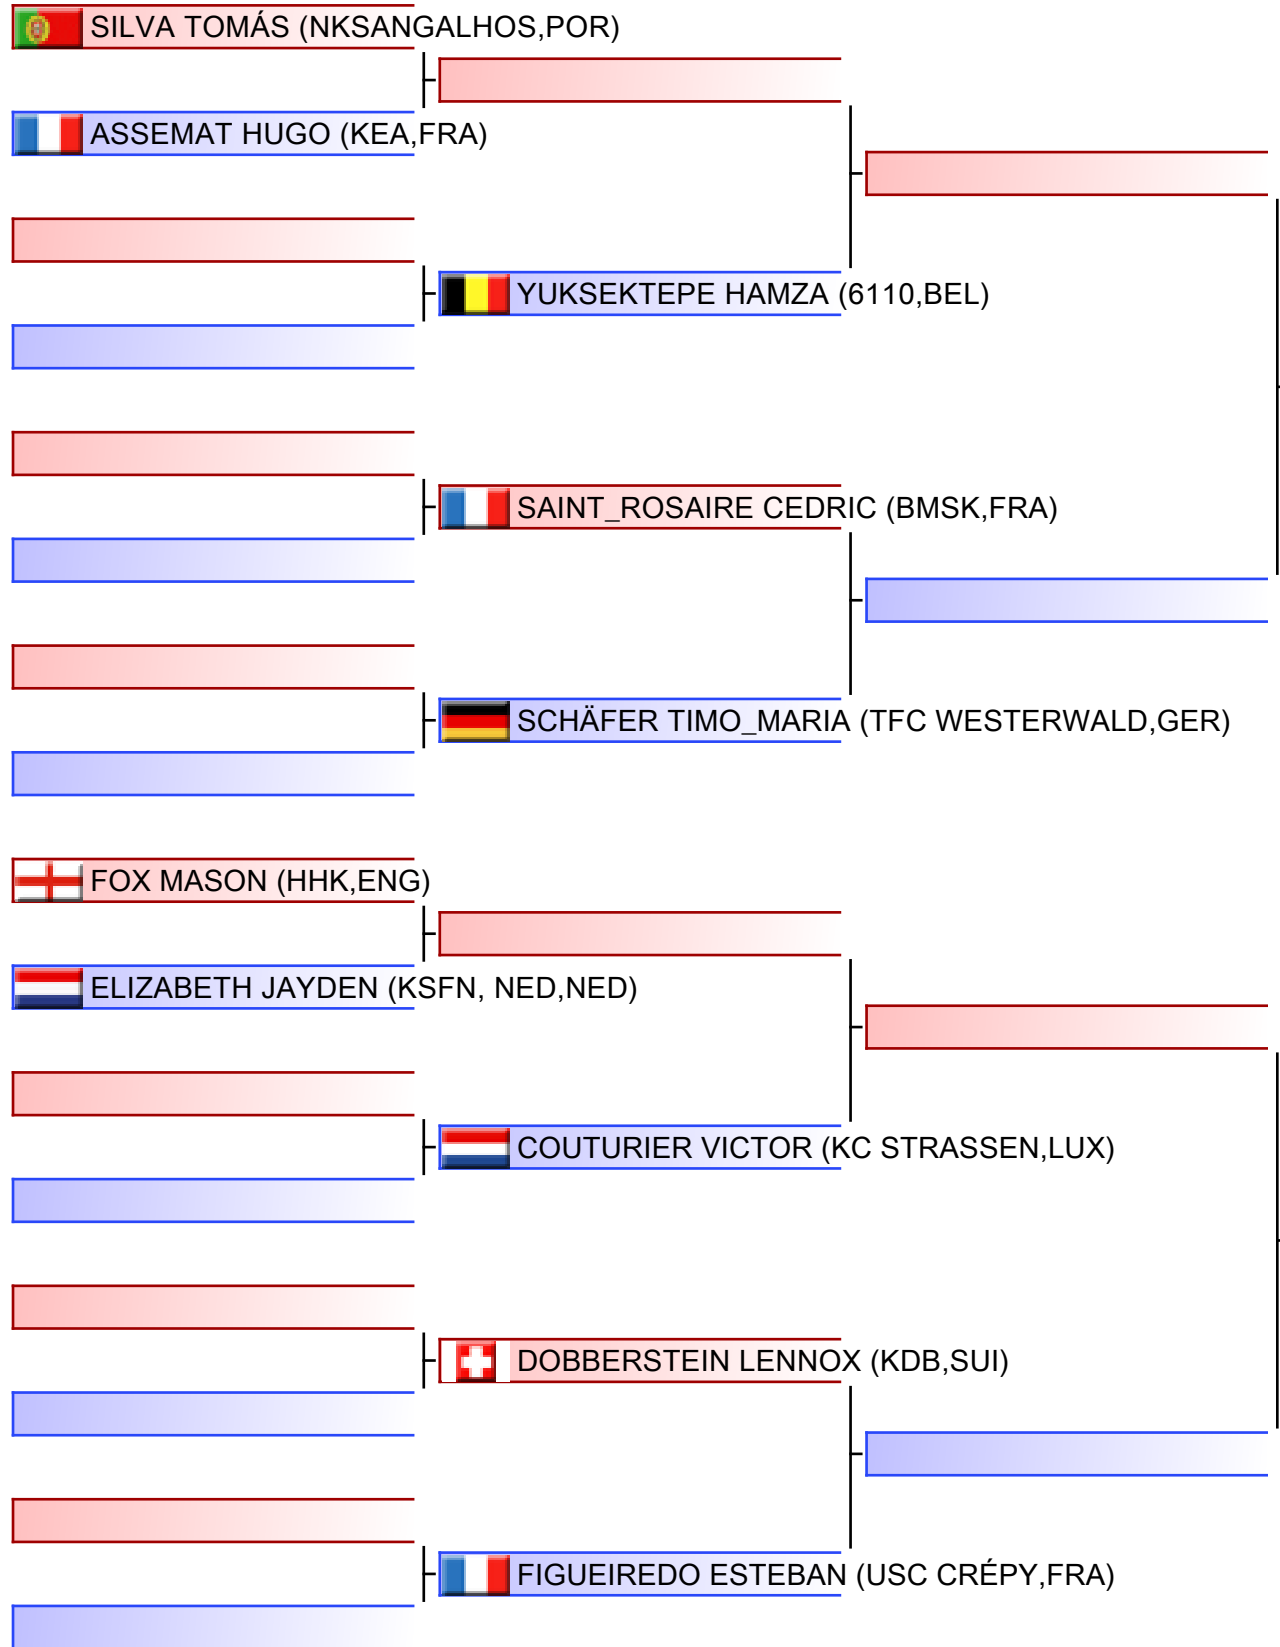 SILVA TOMÁS (NKSANGALHOS,POR)
ASSEMAT HUGO (KEA,FRA)
YUKSEKTEPE HAMZA (6110,BEL)
SAINT_ROSAIRE CEDRIC (BMSK,FRA)
SCHÄFER TIMO_MARIA (TFC WESTERWALD,GER)
FOX MASON (HHK,ENG)
ELIZABETH JAYDEN (KSFN, NED,NED)
COUTURIER VICTOR (KC STRASSEN,LUX)
DOBBERSTEIN LENNOX (KDB,SUI)
FIGUEIREDO ESTEBAN (USC CRÉPY,FRA)